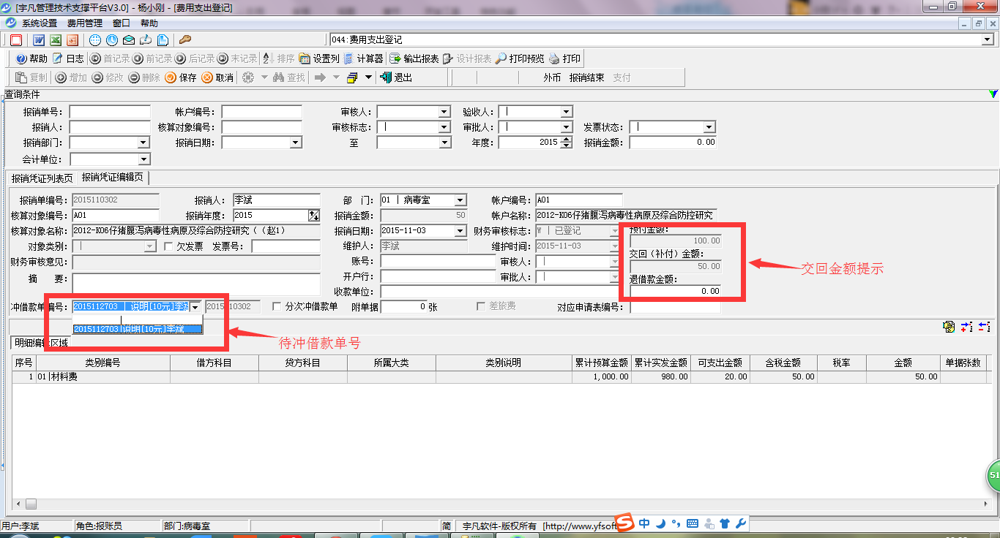 [宇凡管理技术支撑平台V3.0] - 杨小刚 - [费用支出登记]
系统设置 费用管理 窗口 帮助
044:费用支出登记
帮助 日志 首记录 前记录 后记录 末记录 排序 设置列 计算器 输出报表 设计报表 打印预览 打印
复制 增加 修改 删除 保存 取消 查找 退出 外币 报销结束 支付
查询条件
报销单号: 帐户编号: 审核人: 验收人: |
报销人: 核算对象编号: 审核标志: | 审批人: | 发票状态: |
报销部门: 报销日期: 至 年度: 2015 报销金额: 0.00
会计单位:
报销凭证列表页 报销凭证编辑页
报销单编号: 2015110302 报销人: 李斌 部 门: 01 | 病毒室 帐户编号: A01
核算对象编号: A01 报销年度: 2015 报销金额: 50 帐户名称: 2012-K06仔猪腹泻病毒性病原及综合防控研究
核算对象名称: 2012-K06仔猪腹泻病毒性病原及综合防控研究（（赵1） 报销日期: 2015-11-03 财务审核标志: W | 已登记 预付金额:
100.00
对象类别: | 欠发票 发票号: 维护人: 李斌 维护时间: 2015-11-03 交回（补付）金额:
财务审核意见: 账号: 审核人: | 50.00
摘 要: 开户行: 审批人: | 退借款金额:
收款单位: 0.00
冲借款单编号: 2015112703 | 说明[10元]李斌 2015110302 分次冲借款单 附单据 0 张 差旅费 对应申请表编号:
|
2015112703|说明[10元]李斌
交回金额提示
待冲借款单号
明细编辑区域
序号 类别编号 借方科目 贷方科目 所属大类 类别说明 累计预算金额 累计实发金额 可支出金额 含税金额 税率 金额 单据张数
1 01|材料费 1,000.00 980.00 20.00 50.00 50.00
51
用户:李斌 角色:报账员 部门:病毒室 简 宇凡软件-版权所有 [http://www.yfsoft
S 中